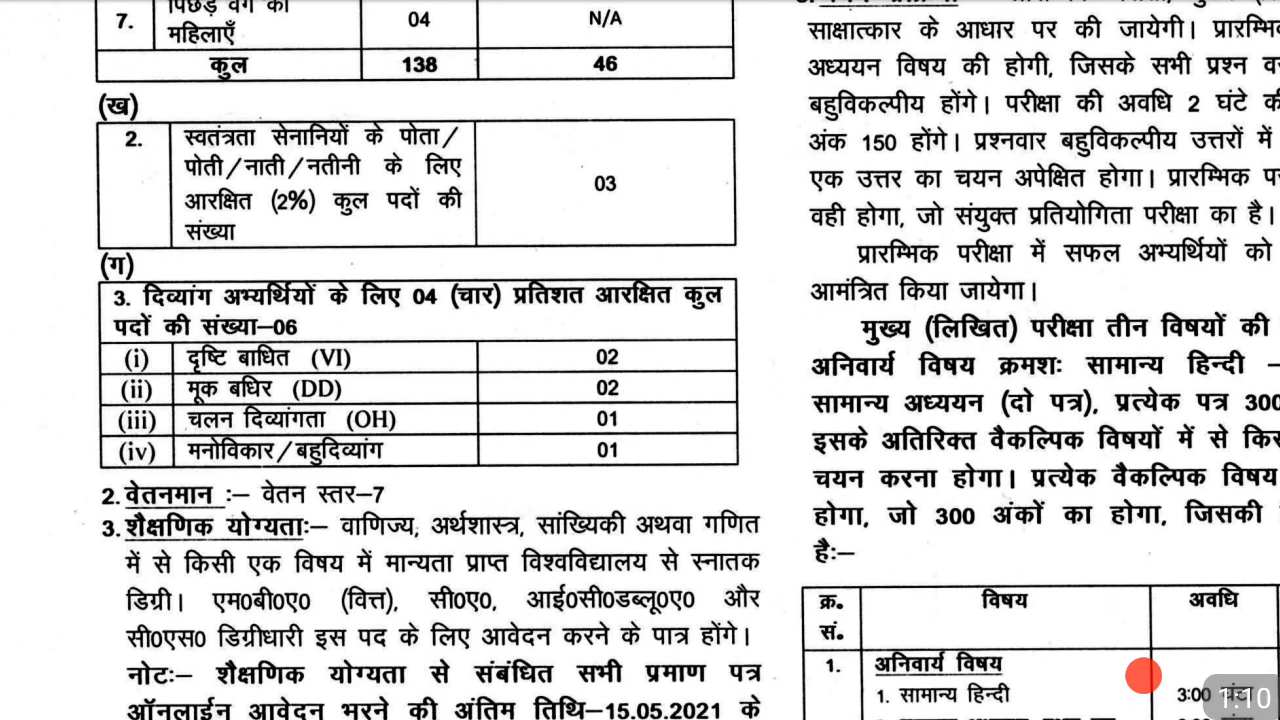 7. पिछड़े वर्ग की महिलाएँ 04 N/A
कुल 138 46
(ख)
2. स्वतंत्रता सेनानियों के पोता/
पोती/नाती/नतीनी के लिए
आरक्षित (2%) कुल पदों की
संख्या
03
(ग)
3. दिव्यांग अभ्यर्थियों के लिए 04 (चार) प्रतिशत आरक्षित कुल
पदों की संख्या–06
(i) दृष्टि बाधित (VI) 02
(ii) मूक बधिर (DD) 02
(iii) चलन दिव्यांगता (OH) 01
(iv) मनोविकार/बहुदिव्यांग 01
2. वेतनमान :– वेतन स्तर–7
3. शैक्षणिक योग्यताः– वाणिज्य, अर्थशास्त्र, सांख्यिकी अथवा गणित
में से किसी एक विषय में मान्यता प्राप्त विश्वविद्यालय से स्नातक
डिग्री। एम0बी0ए0 (वित्त), सी0ए0, आई0सी0डब्लू0ए0 और
सी0एस0 डिग्रीधारी इस पद के लिए आवेदन करने के पात्र होंगे।
नोटः– शैक्षणिक योग्यता से संबंधित सभी प्रमाण पत्र
ऑनलाईन आवेदन भरने की अंतिम तिथि–15.05.2021 के
साक्षात्कार के आधार पर की जायेगी। प्रारम्भि
अध्ययन विषय की होगी, जिसके सभी प्रश्न व
बहुविकल्पीय होंगे। परीक्षा की अवधि 2 घंटे की
अंक 150 होंगे। प्रश्नवार बहुविकल्पीय उत्तरों में
एक उत्तर का चयन अपेक्षित होगा। प्रारम्भिक प
वही होगा, जो संयुक्त प्रतियोगिता परीक्षा का है।
प्रारम्भिक परीक्षा में सफल अभ्यर्थियों को
आमंत्रित किया जायेगा।
मुख्य (लिखित) परीक्षा तीन विषयों की
अनिवार्य विषय क्रमशः सामान्य हिन्दी –
सामान्य अध्ययन (दो पत्र), प्रत्येक पत्र 300
इसके अतिरिक्त वैकल्पिक विषयों में से किस
चयन करना होगा। प्रत्येक वैकल्पिक विषय
होगा, जो 300 अंकों का होगा, जिसकी
हैः–
क्र. सं. विषय अवधि
1. अनिवार्य विषय
1. सामान्य हिन्दी 3:00
1:10